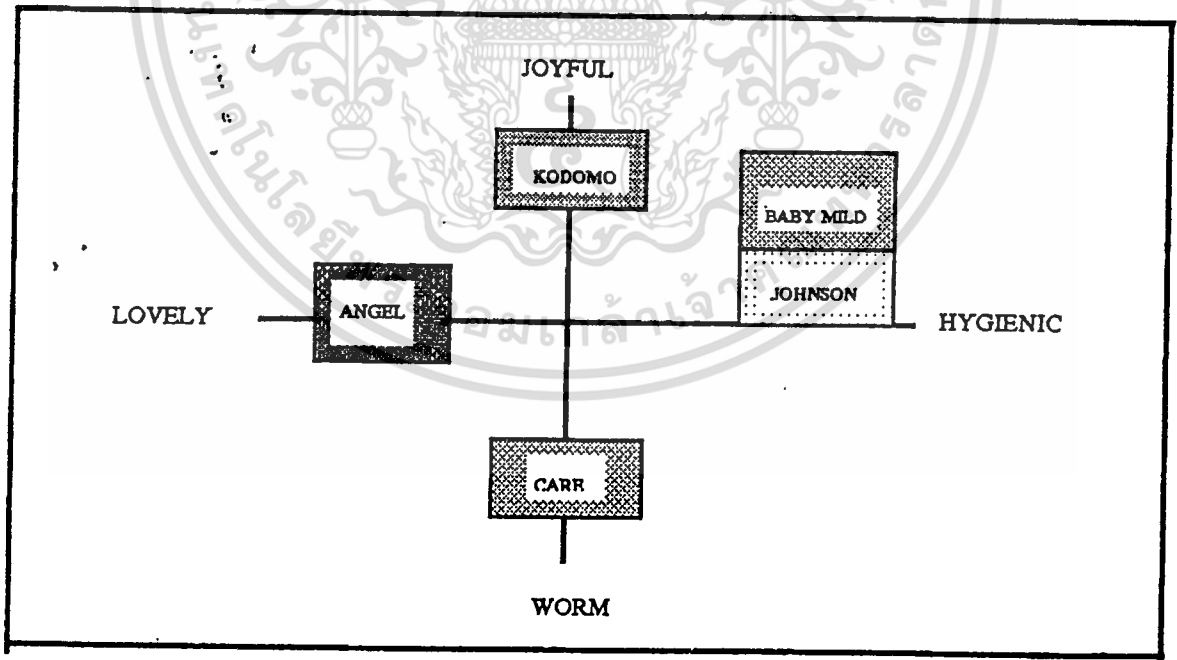 JOYFUL
KODOMO
BABY MILD
JOHNSON
LOVELY
ANGEL
HYGIENIC
CARE
WORM